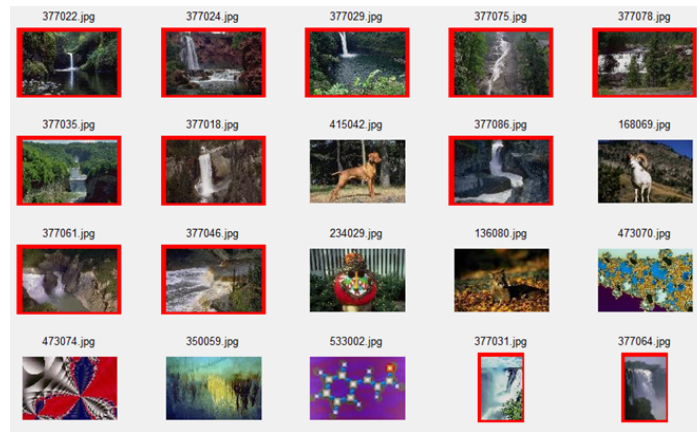 377022.jpg 377024.jpg 377029.jpg 377075.jpg 377078.jpg
377035.jpg 377018.jpg 415042.jpg 377086.jpg 168069.jpg
377061.jpg 377046.jpg 234029.jpg 136080.jpg 473070.jpg
473074.jpg 350059.jpg 533002.jpg 377031.jpg 377064.jpg